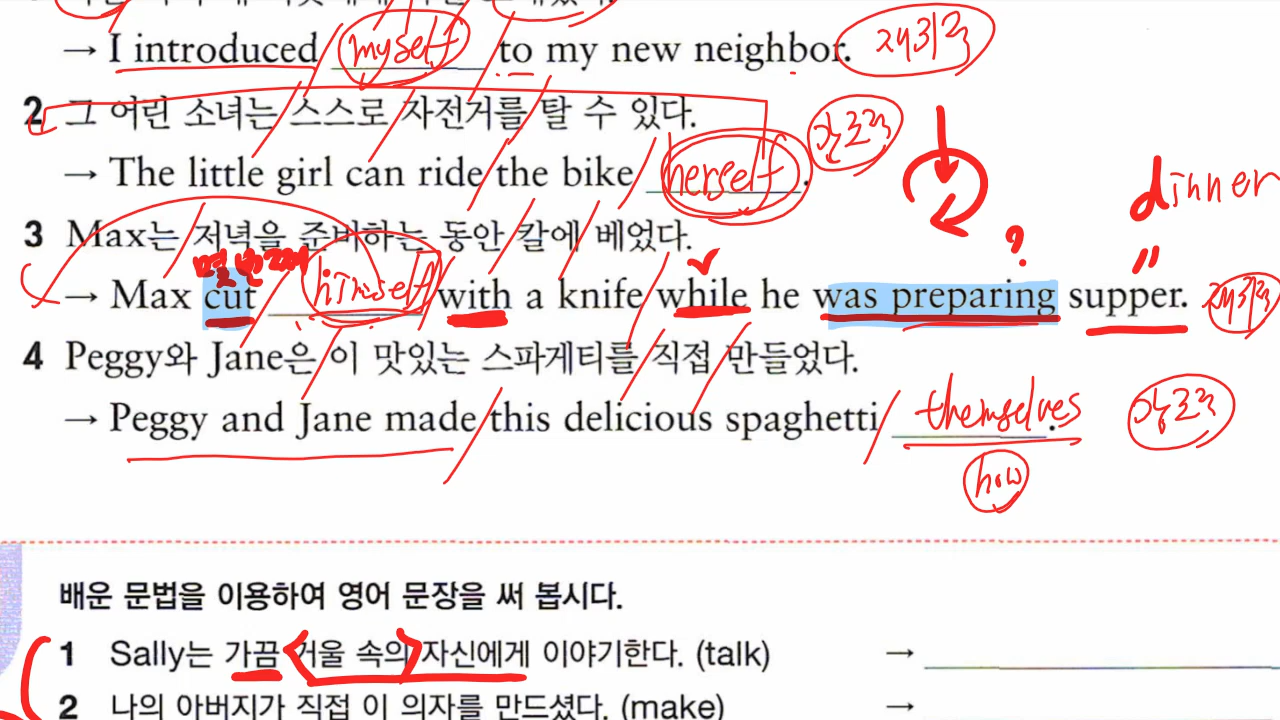 → I introduced myself to my new neighbor. 재귀적
2 그 어린 소녀는 스스로 자전거를 탈 수 있다.
강조적
→ The little girl can ride the bike herself.
dinner
3 Max는 저녁을 준비하는 동안 칼에 베었다.
몇 번째 ?
→ Max cut himself with a knife while he was preparing supper. 재귀적
4 Peggy와 Jane은 이 맛있는 스파게티를 직접 만들었다.
→ Peggy and Jane made this delicious spaghetti themselves. 강조적
how
배운 문법을 이용하여 영어 문장을 써 봅시다.
1 Sally는 가끔 거울 속의 자신에게 이야기한다. (talk) →
2 나의 아버지가 직접 이 의자를 만드셨다. (make) →